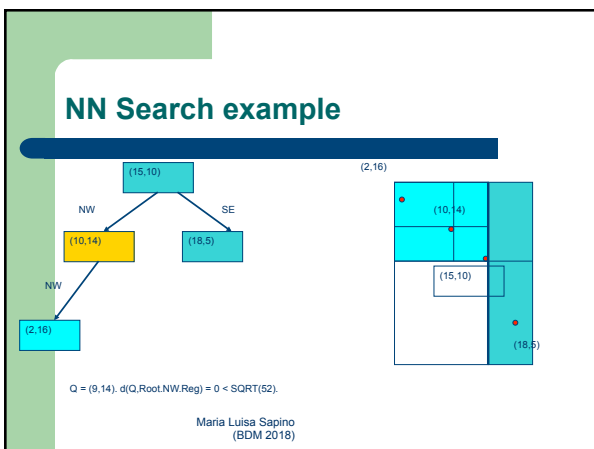 NN Search example
(15,10)
NW
SE
(10,14)
(18,5)
NW
(2,16)
(2,16)
(10,14)
(15,10)
(18,5)
Q = (9,14). d(Q,Root.NW.Reg) = 0 < SQRT(52).
Maria Luisa Sapino
(BDM 2018)